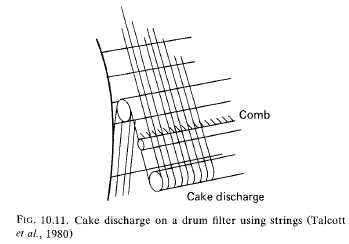 Comb
Cake discharge
FIG. 10.11. Cake discharge on a drum filter using strings (Talcott
et al., 1980)